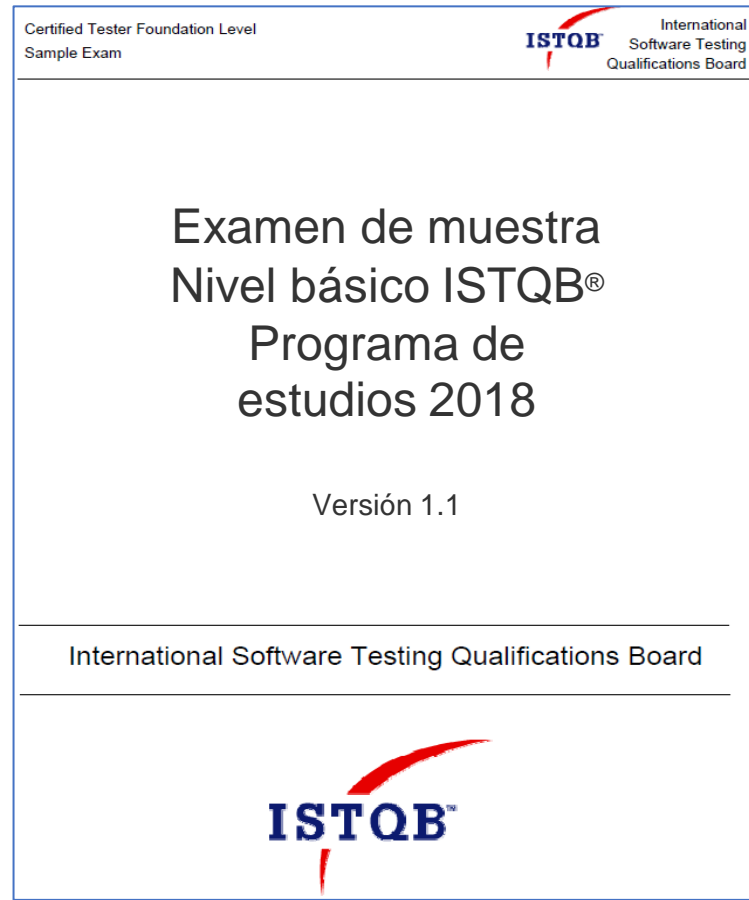 Certified Tester Foundation Level
Sample Exam
ISTQB
International
Software Testing
Qualifications Board
Examen de muestra
Nivel básico ISTQB®
Programa de
estudios 2018
Versión 1.1
International Software Testing Qualifications Board
ISTQB™